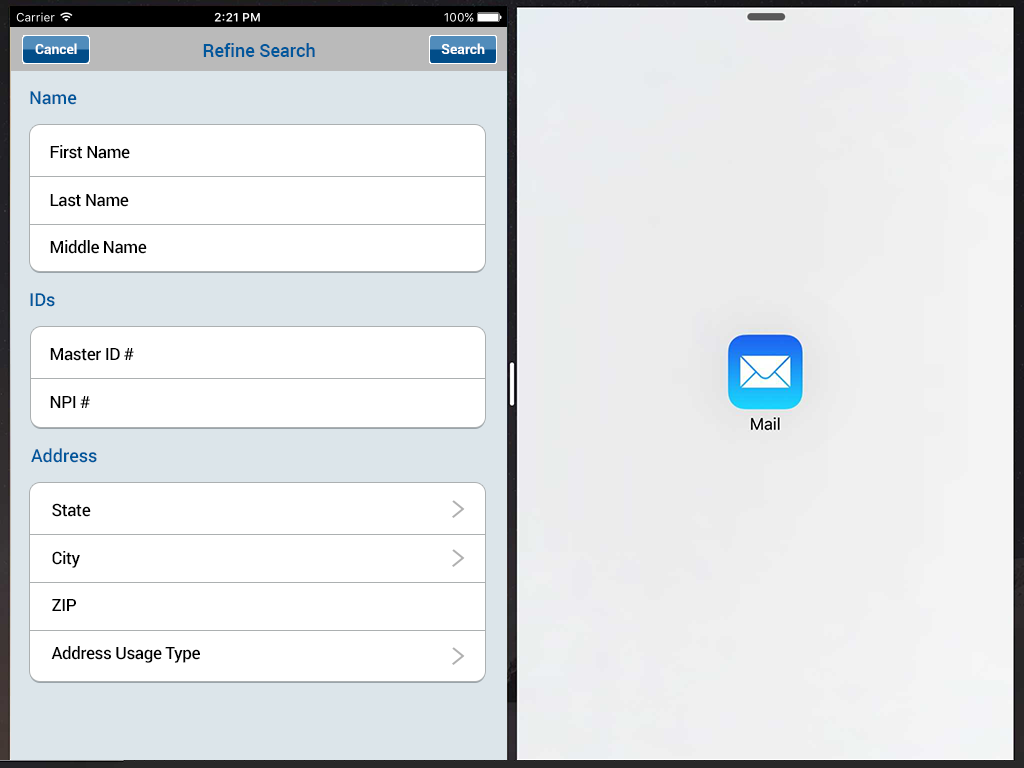 Carrier 2:21 PM 100%
Cancel Refine Search Search
Name
First Name
Last Name
Middle Name
IDs
Master ID #
NPI #
Address
State
City
ZIP
Address Usage Type
Mail